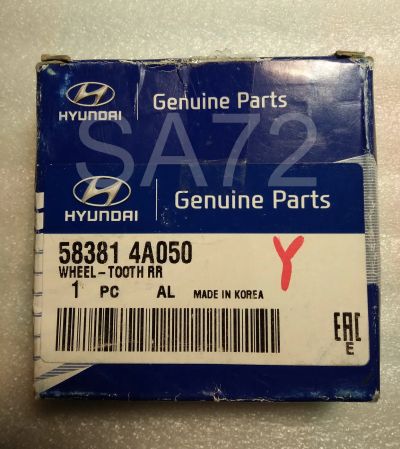 HYUNDAI
Genuine Parts
SA72
HYUNDAI
Genuine Parts
58381 4A050
WHEEL-TOOTH RR
Y
1 PC AL MADE IN KOREA
EAC
E